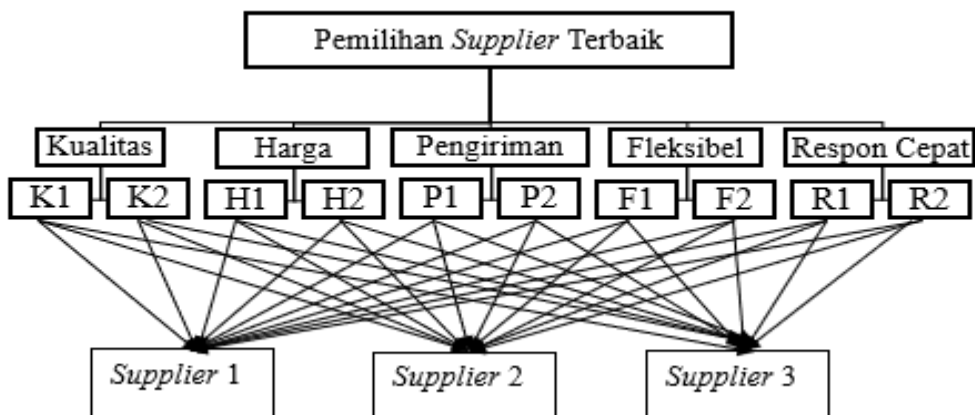 Pemilihan Supplier Terbaik
Kualitas Harga Pengiriman Fleksibel Respon Cepat
K1 K2 H1 H2 P1 P2 F1 F2 R1 R2
Supplier 1 Supplier 2 Supplier 3